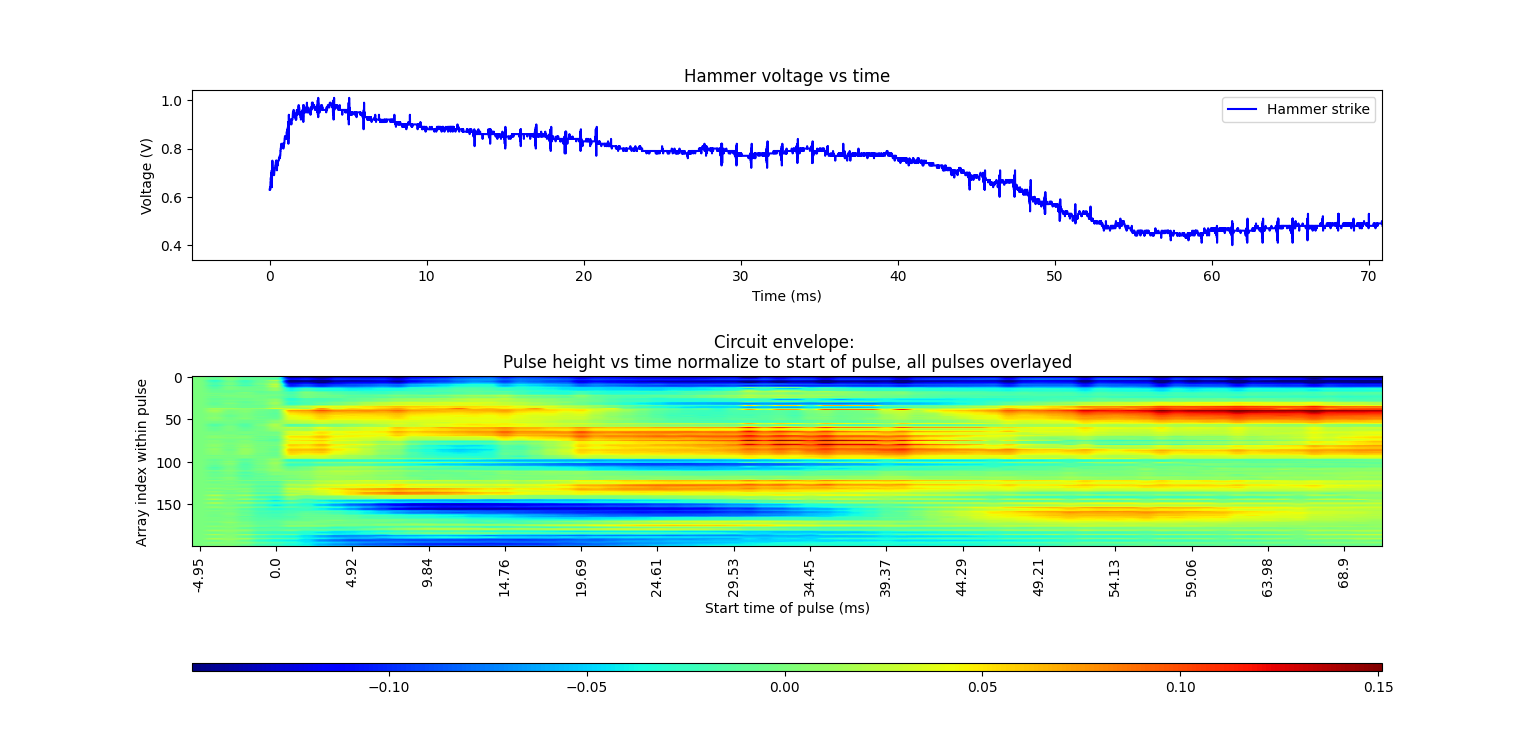 Hammer voltage vs time
1.0
0.8
0.6
0.4
Voltage (V)
Hammer strike
0 10 20 30 40 50 60 70
Time (ms)
Circuit envelope:
Pulse height vs time normalize to start of pulse, all pulses overlayed
0
50
100
150
Array index within pulse
-4.95 0.0 4.92 9.84 14.76 19.69 24.61 29.53 34.45 39.37 44.29 49.21 54.13 59.06 63.98 68.9
Start time of pulse (ms)
−0.10 −0.05 0.00 0.05 0.10 0.15